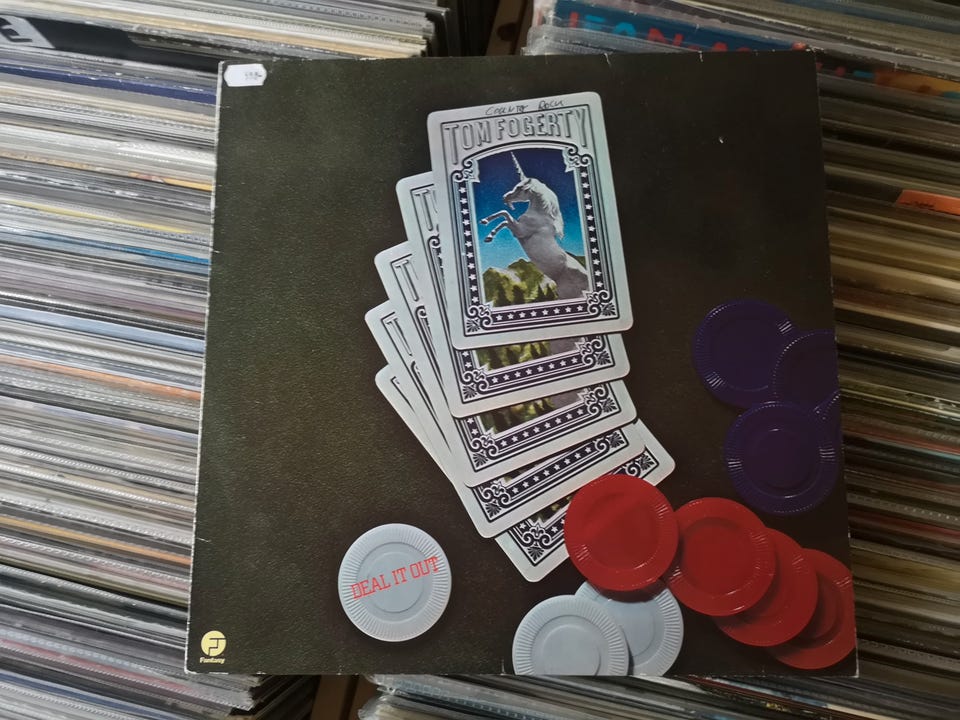 Country Rock
TOM FOGERTY
DEAL IT OUT
Fantasy